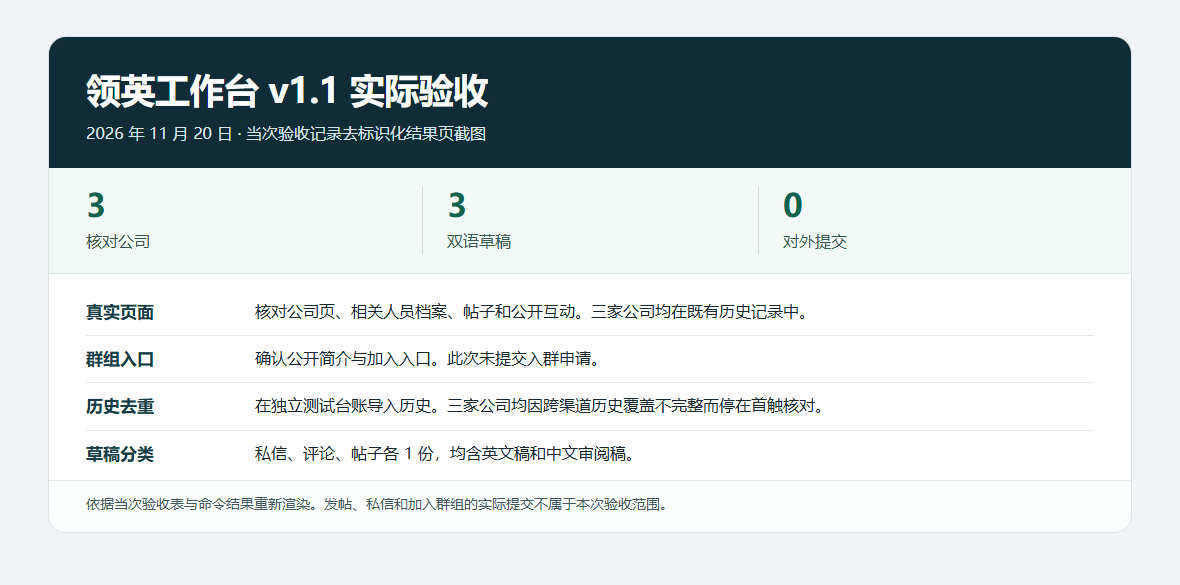 领英工作台 v1.1 实际验收
2026 年 11 月 20 日 · 当次验收记录去标识化结果页截图
3
核对公司
3
双语草稿
0
对外提交
真实页面
核对公司页、相关人员档案、帖子和公开互动。三家公司均在既有历史记录中。
群组入口
确认公开简介与加入入口。此次未提交入群申请。
历史去重
在独立测试台账导入历史。三家公司均因跨渠道历史覆盖不完整而停在首触核对。
草稿分类
私信、评论、帖子各 1 份，均含英文稿和中文审阅稿。
依据当次验收表与命令结果重新渲染。发帖、私信和加入群组的实际提交不属于本次验收范围。